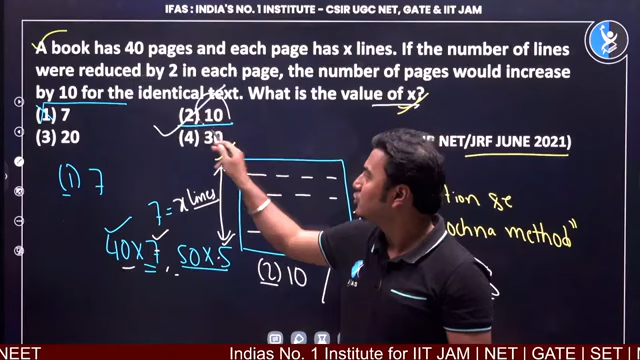 IFAS: INDIA'S NO. 1 INSTITUTE - CSIR UGC NET, GATE & IIT JAM
A book has 40 pages and each page has x lines. If the number of lines
were reduced by 2 in each page, the number of pages would increase
by 10 for the identical text. What is the value of x?
(1) 7
(2) 10
(3) 20
(4) 30
NET/JRF JUNE 2021)
(1) 7
7 = x lines
40 x 7
50 x 5
(2) 10
method"
IFAS
NEET
Indias No. 1 Institute for IIT JAM | NET | GATE | SET |